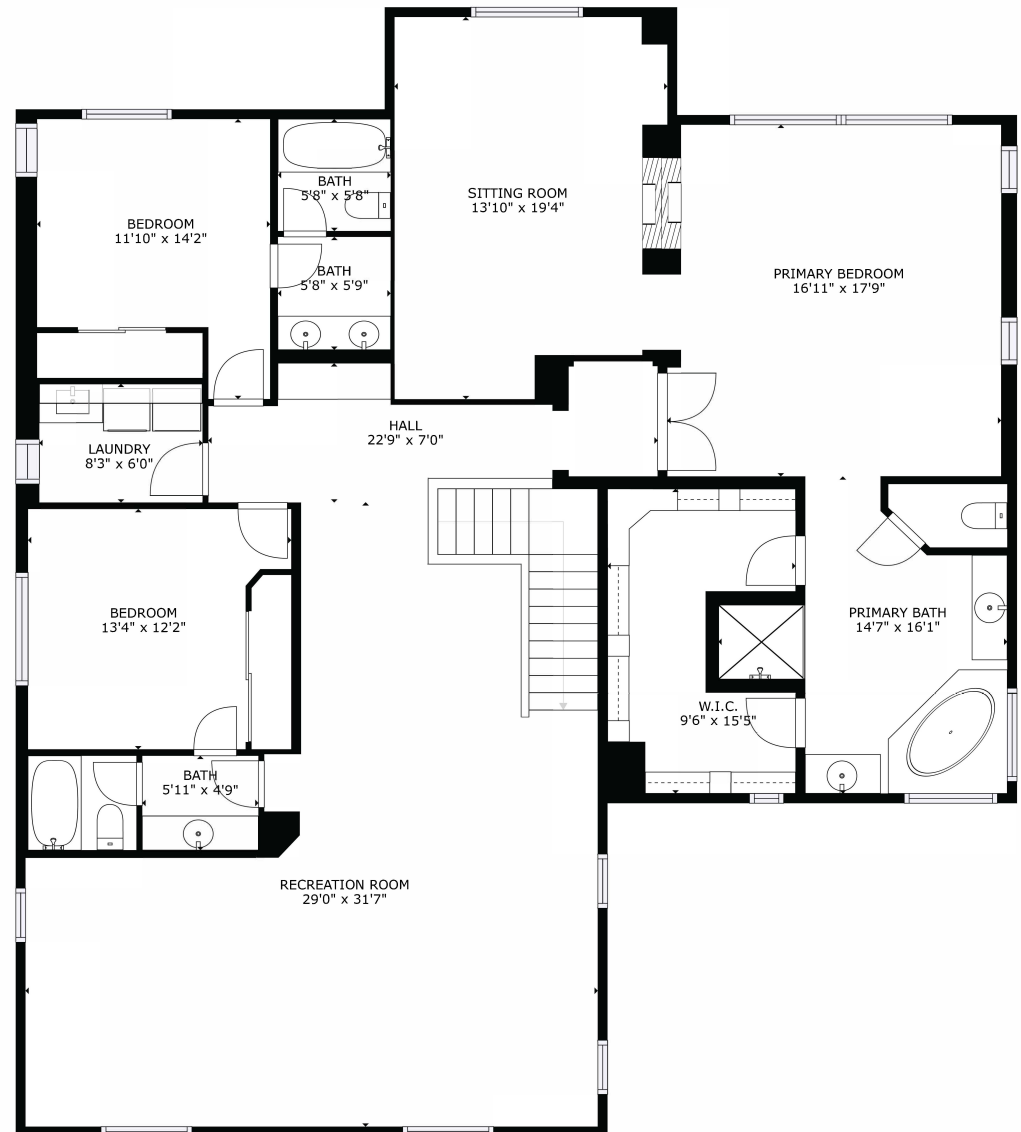 BATH
5'8" x 5'8"
SITTING ROOM
13'10" x 19'4"
BEDROOM
11'10" x 14'2"
BATH
5'8" x 5'9"
PRIMARY BEDROOM
16'11" x 17'9"
HALL
22'9" x 7'0"
LAUNDRY
8'3" x 6'0"
BEDROOM
13'4" x 12'2"
PRIMARY BATH
14'7" x 16'1"
W.I.C.
9'6" x 15'5"
BATH
5'11" x 4'9"
RECREATION ROOM
29'0" x 31'7"